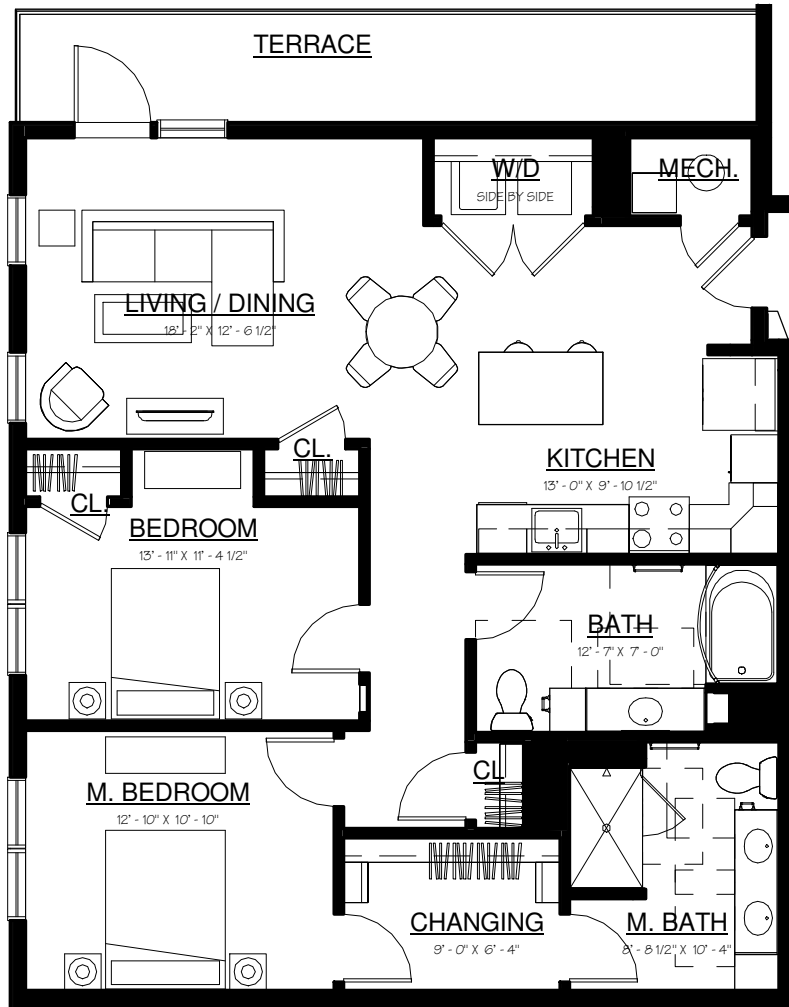 TERRACE
W/D
SIDE BY SIDE
MECH.
LIVING / DINING
18' - 2" X 12' - 6 1/2"
CL.
KITCHEN
13' - 0" X 9' - 10 1/2"
CL.
BEDROOM
13' - 11" X 11' - 4 1/2"
BATH
12' - 7" X 7' - 0"
CL
M. BEDROOM
12' - 10" X 10' - 10"
CHANGING
9' - 0" X 6' - 4"
M. BATH
8' - 8 1/2" X 10' - 4"